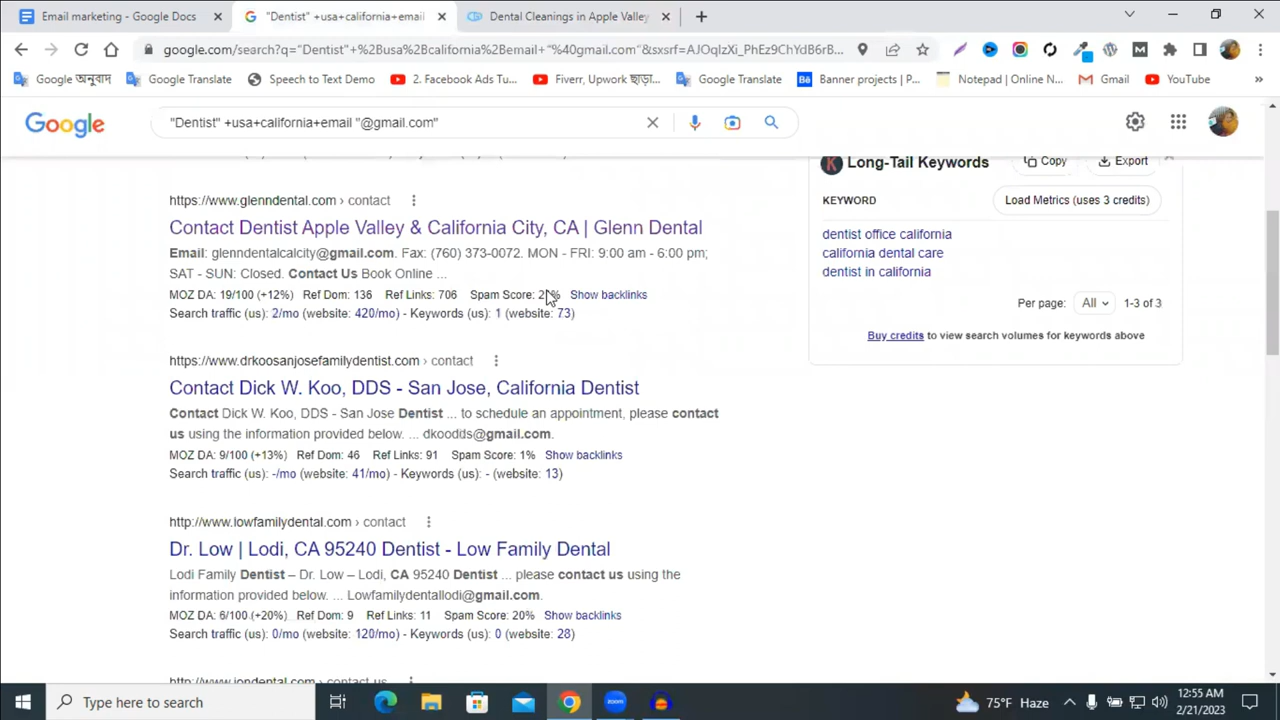 Email marketing - Google Docs
"Dentist" +usa+california+email
Dental Cleanings in Apple Valley
google.com/search?q="Dentist"+%2Busa%2Bcalifornia%2Bemail+"%40gmail.com"&sxsrf=AJOqlzXi_PhEz9ChYdB6rB...
Google অনুবাদ
Google Translate
Speech to Text Demo
2. Facebook Ads Tu...
Fiverr, Upwork ছাড়া...
Google Translate
Banner projects | P...
Notepad | Online N...
Gmail
YouTube
Google
"Dentist" +usa+california+email "@gmail.com"
https://www.glenndental.com › contact
Contact Dentist Apple Valley & California City, CA | Glenn Dental
Email: glenndentalcalcity@gmail.com. Fax: (760) 373-0072. MON - FRI: 9:00 am - 6:00 pm;
SAT - SUN: Closed. Contact Us Book Online ...
MOZ DA: 19/100 (+12%) Ref Dom: 136 Ref Links: 706 Spam Score: Show backlinks
Search traffic (us): 2/mo (website: 420/mo) - Keywords (us): 1 (website: 73)
https://www.drkoosanjosefamilydentist.com › contact
Contact Dick W. Koo, DDS - San Jose, California Dentist
Contact Dick W. Koo, DDS - San Jose Dentist ... to schedule an appointment, please contact
us using the information provided below. ... dkoodds@gmail.com.
MOZ DA: 9/100 (+13%) Ref Dom: 46 Ref Links: 91 Spam Score: 1% Show backlinks
Search traffic (us): -/mo (website: 41/mo) - Keywords (us): - (website: 13)
http://www.lowfamilydental.com › contact
Dr. Low | Lodi, CA 95240 Dentist - Low Family Dental
Lodi Family Dentist – Dr. Low – Lodi, CA 95240 Dentist ... please contact us using the
information provided below. ... Lowfamilydentallodi@gmail.com.
MOZ DA: 6/100 (+20%) Ref Dom: 9 Ref Links: 11 Spam Score: 20% Show backlinks
Search traffic (us): 0/mo (website: 120/mo) - Keywords (us): 0 (website: 28)
Long-Tail Keywords
Copy
Export
KEYWORD
Load Metrics (uses 3 credits)
dentist office california
california dental care
dentist in california
Per page: All 1-3 of 3
Buy credits to view search volumes for keywords above
Type here to search
zoom
75°F Haze
12:55 AM
2/21/2023